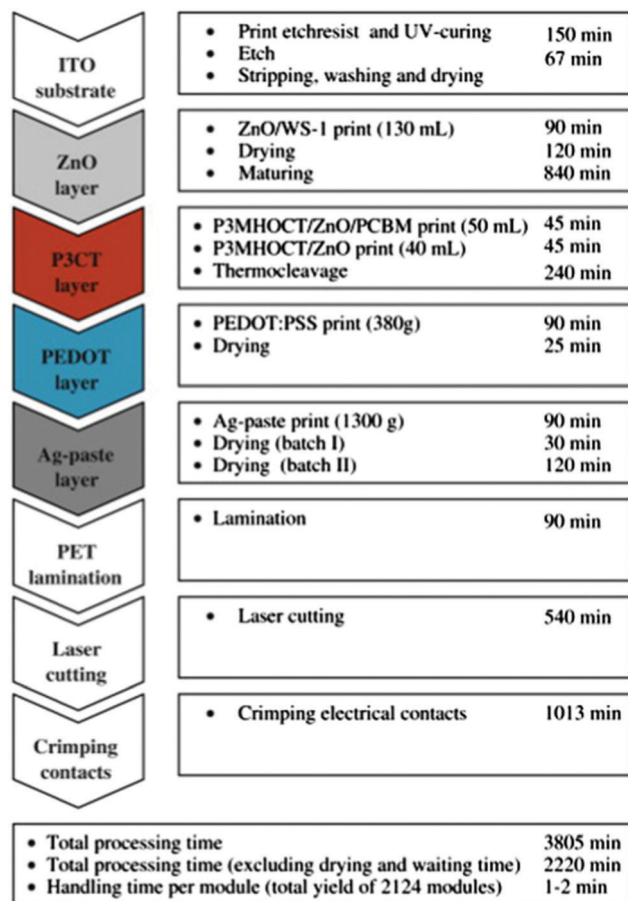 ITO
substrate
• Print etchresist and UV-curing 150 min
• Etch 67 min
• Stripping, washing and drying
ZnO
layer
• ZnO/WS-1 print (130 mL) 90 min
• Drying 120 min
• Maturing 840 min
P3CT
layer
• P3MHOCT/ZnO/PCBM print (50 mL) 45 min
• P3MHOCT/ZnO print (40 mL) 45 min
• Thermocleavage 240 min
PEDOT
layer
• PEDOT:PSS print (380g) 90 min
• Drying 25 min
Ag-paste
layer
• Ag-paste print (1300 g) 90 min
• Drying (batch I) 30 min
• Drying (batch II) 120 min
PET
lamination
• Lamination 90 min
Laser
cutting
• Laser cutting 540 min
Crimping
contacts
• Crimping electrical contacts 1013 min
• Total processing time 3805 min
• Total processing time (excluding drying and waiting time) 2220 min
• Handling time per module (total yield of 2124 modules) 1-2 min